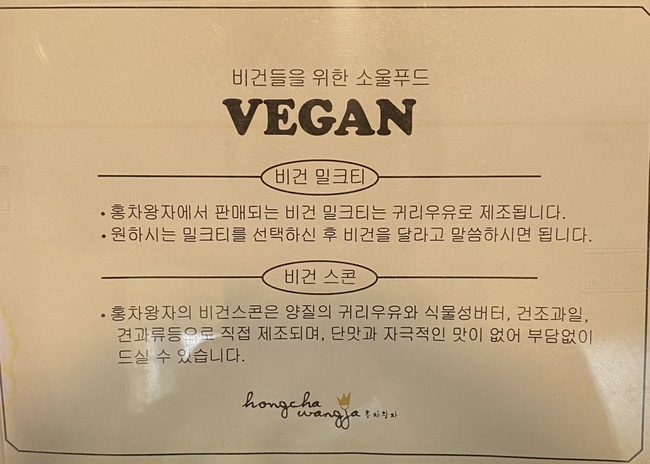 비건들을 위한 소울푸드
VEGAN
비건 밀크티
• 홍차왕자에서 판매되는 비건 밀크티는 귀리우유로 제조됩니다.
• 원하시는 밀크티를 선택하신 후 비건을 달라고 말씀하시면 됩니다.
비건 스콘
• 홍차왕자의 비건스콘은 양질의 귀리우유와 식물성버터, 건조과일,
견과류등으로 직접 제조되며, 단맛과 자극적인 맛이 없어 부담없이
드실 수 있습니다.
hongcha
wangja 홍차왕자